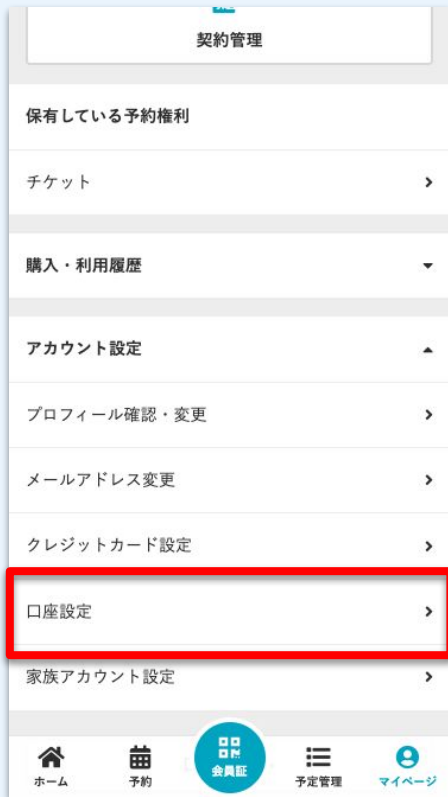 契約管理
保有している予約権利
チケット
購入・利用履歴
アカウント設定
プロフィール確認・変更
メールアドレス変更
クレジットカード設定
口座設定
家族アカウント設定
ホーム
予約
会員証
予定管理
マイページ